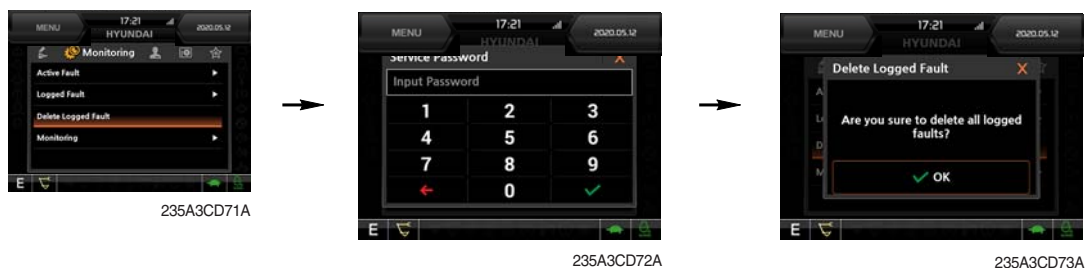 MENU
17:21
2020.05.12
HYUNDAI
Monitoring
Active Fault
Logged Fault
Delete Logged Fault
Monitoring
E
235A3CD71A
MENU
17:21
2020.05.12
HYUNDAI
Service Password
X
Input Password
1 2 3
4 5 6
7 8 9
0
E
235A3CD72A
MENU
17:21
2020.05.12
HYUNDAI
Delete Logged Fault
X
A
L
Are you sure to delete all logged
faults?
D
M
OK
E
235A3CD73A